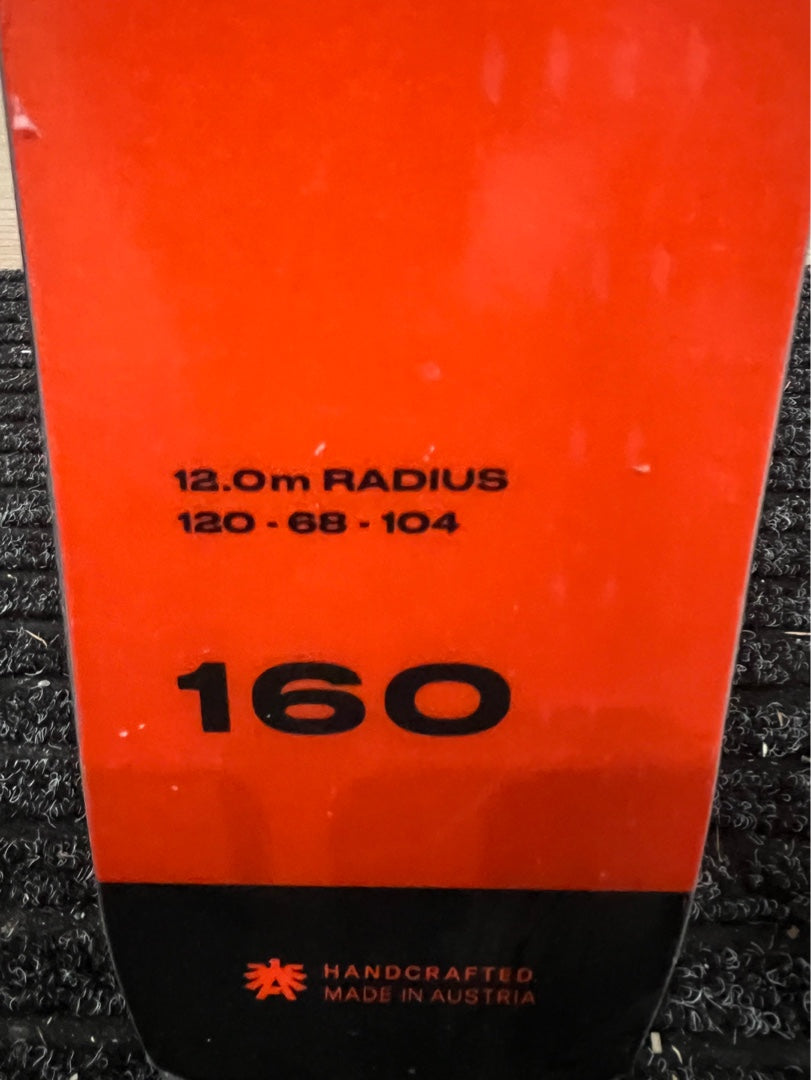 12.0m RADIUS
120 - 68 - 104
160
HANDCRAFTED
MADE IN AUSTRIA